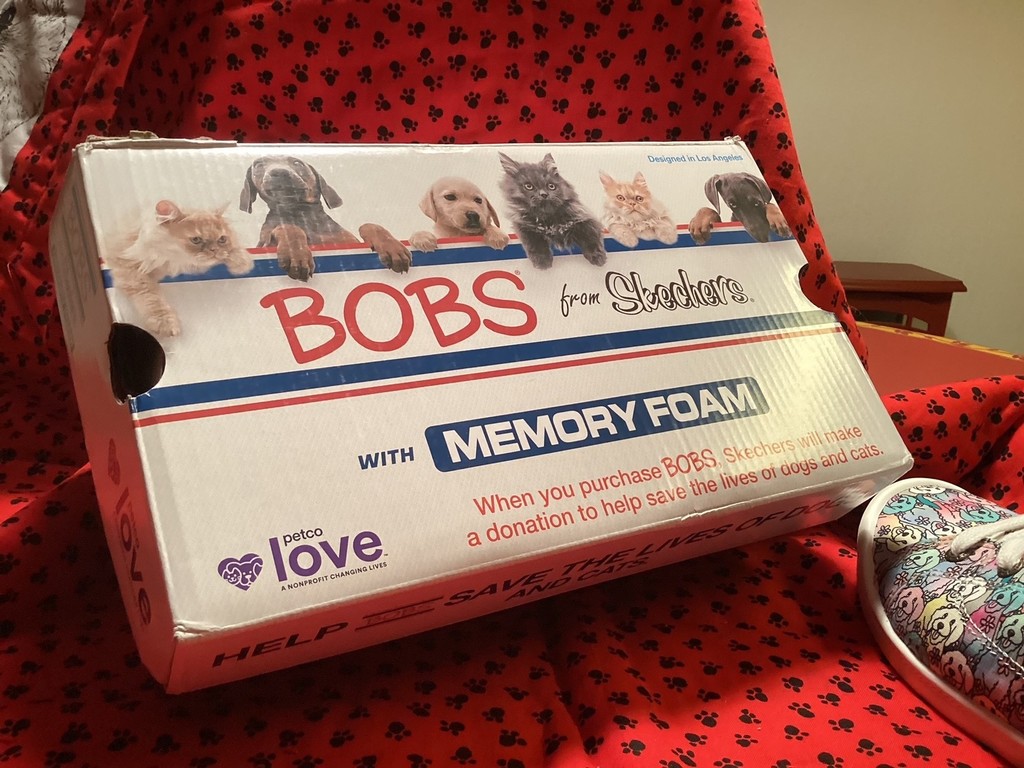 Designed in Los Angeles
BOBS® from Skechers®
WITH MEMORY FOAM
When you purchase BOBS, Skechers will make
a donation to help save the lives of dogs and cats.
petco
love™
A NONPROFIT CHANGING LIVES
HELP BOBS SAVE THE LIVES OF DOGS
AND CATS.
love